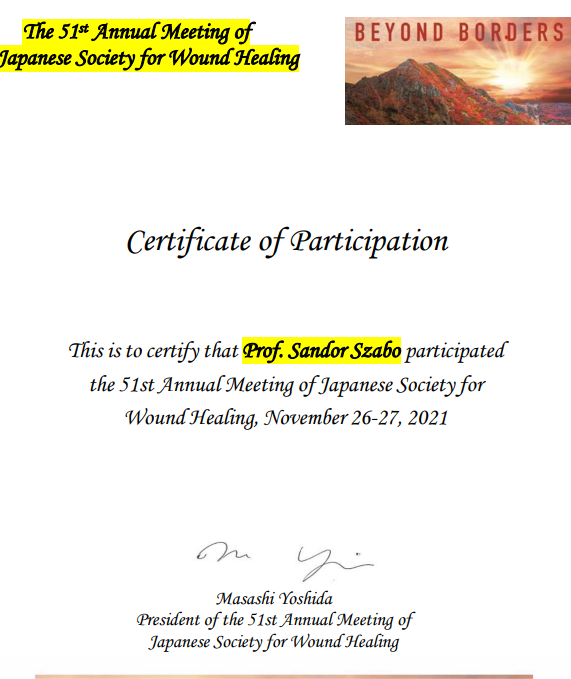 The 51st Annual Meeting of
Japanese Society for Wound Healing
BEYOND BORDERS
Certificate of Participation
This is to certify that Prof. Sandor Szabo participated
the 51st Annual Meeting of Japanese Society for
Wound Healing, November 26-27, 2021
Masashi Yoshida
President of the 51st Annual Meeting of
Japanese Society for Wound Healing